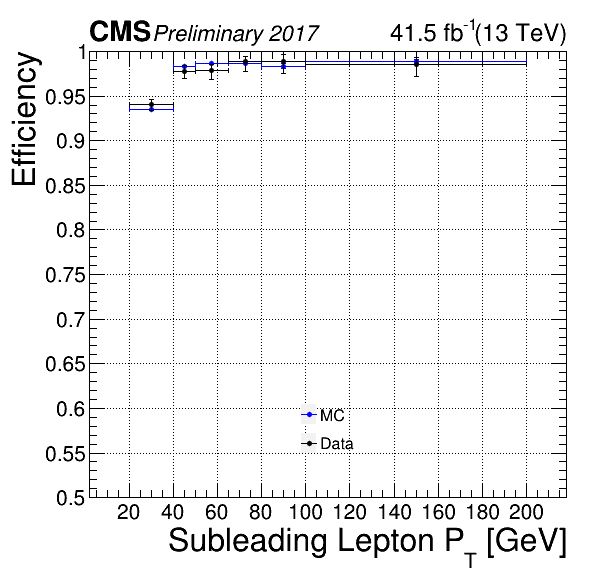 CMS Preliminary 2017 41.5 fb-1(13 TeV)
Efficiency
1
0.95
0.9
0.85
0.8
0.75
0.7
0.65
0.6
0.55
0.5
MC
Data
20 40 60 80 100 120 140 160 180 200
Subleading Lepton PT [GeV]